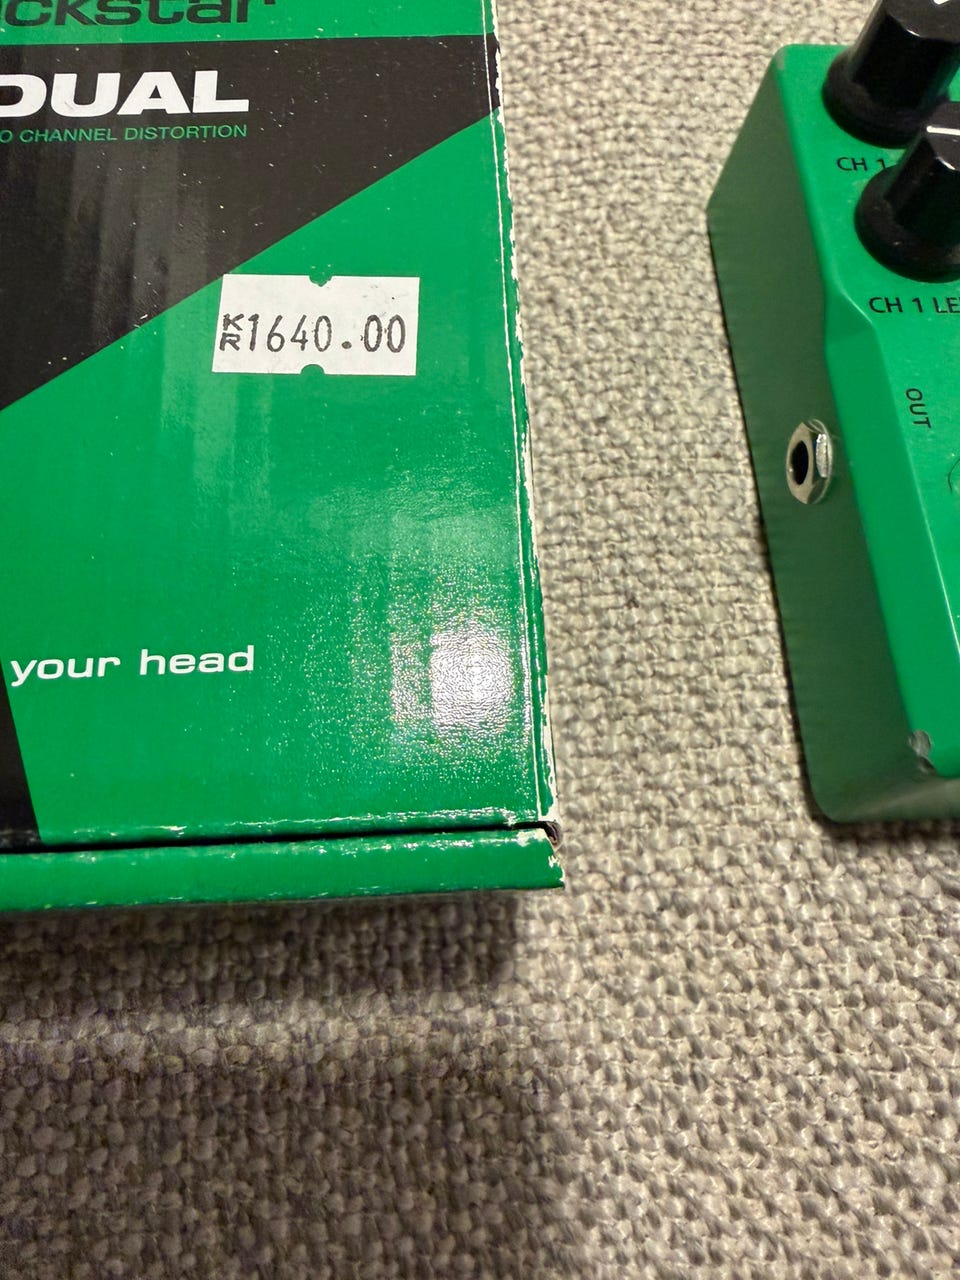 ckstar
DUAL
O CHANNEL DISTORTION
KR1640.00
your head
CH 1
CH 1 LE
OUT